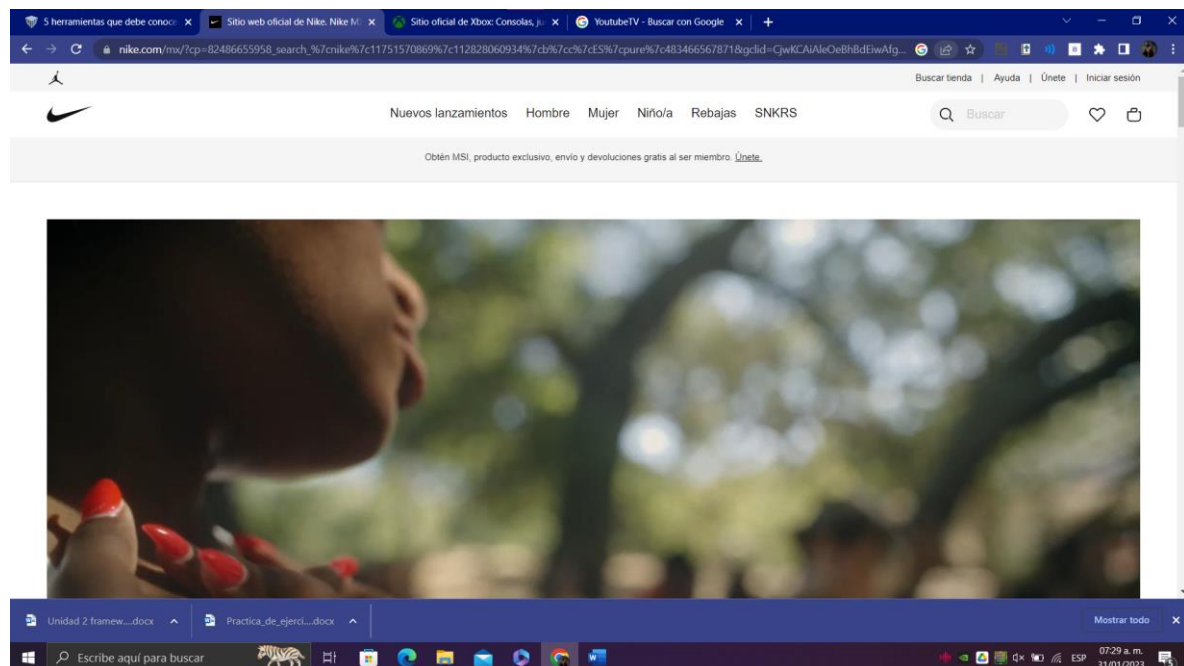 5 herramientas que debe conoce
Sitio web oficial de Nike. Nike M
Sitio oficial de Xbox: Consolas, ju
YoutubeTV - Buscar con Google
nike.com/mx/?cp=82486655958_search_%7cnike%7c11751570869%7c112828060934%7cb%7cc%7cES%7cpure%7c483466567871&gclid=CjwKCAiAleOeBhBdEiwAfg...
Buscar tienda | Ayuda | Únete | Iniciar sesión
Nuevos lanzamientos Hombre Mujer Niño/a Rebajas SNKRS
Buscar
Obtén MSI, producto exclusivo, envío y devoluciones gratis al ser miembro. Únete.
Unidad 2 framew....docx
Practica_de_ejerci....docx
Mostrar todo
Escribe aquí para buscar
ESP
07:29 a. m.
31/01/2023